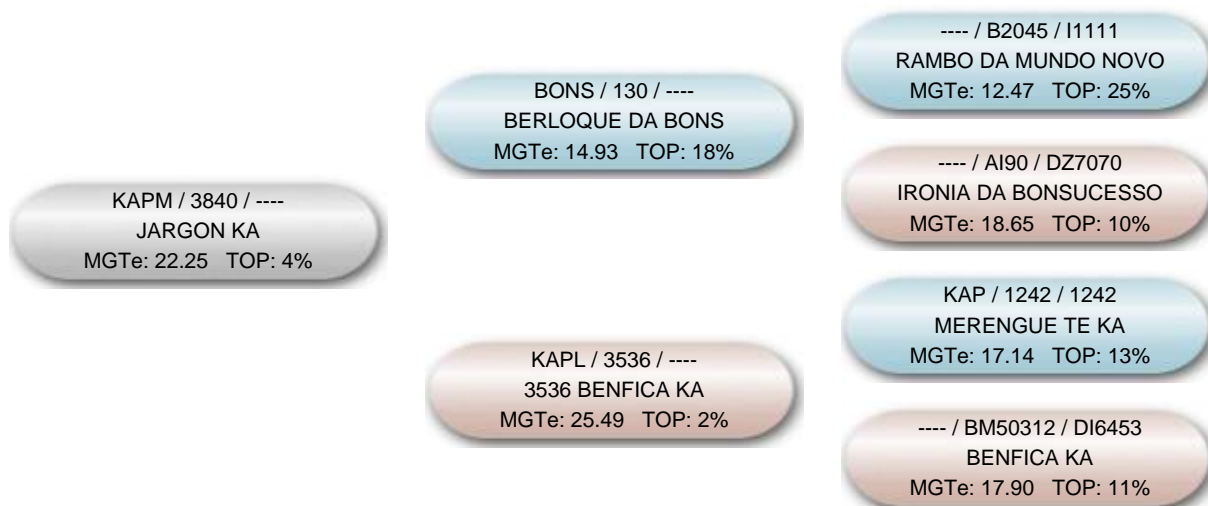 KAPM / 3840 / ----
JARGON KA
MGTe: 22.25 TOP: 4%
BONS / 130 / ----
BERLOQUE DA BONS
MGTe: 14.93 TOP: 18%
KAPL / 3536 / ----
3536 BENFICA KA
MGTe: 25.49 TOP: 2%
---- / B2045 / I1111
RAMBO DA MUNDO NOVO
MGTe: 12.47 TOP: 25%
---- / AI90 / DZ7070
IRONIA DA BONSUCESSO
MGTe: 18.65 TOP: 10%
KAP / 1242 / 1242
MERENGUE TE KA
MGTe: 17.14 TOP: 13%
---- / BM50312 / DI6453
BENFICA KA
MGTe: 17.90 TOP: 11%